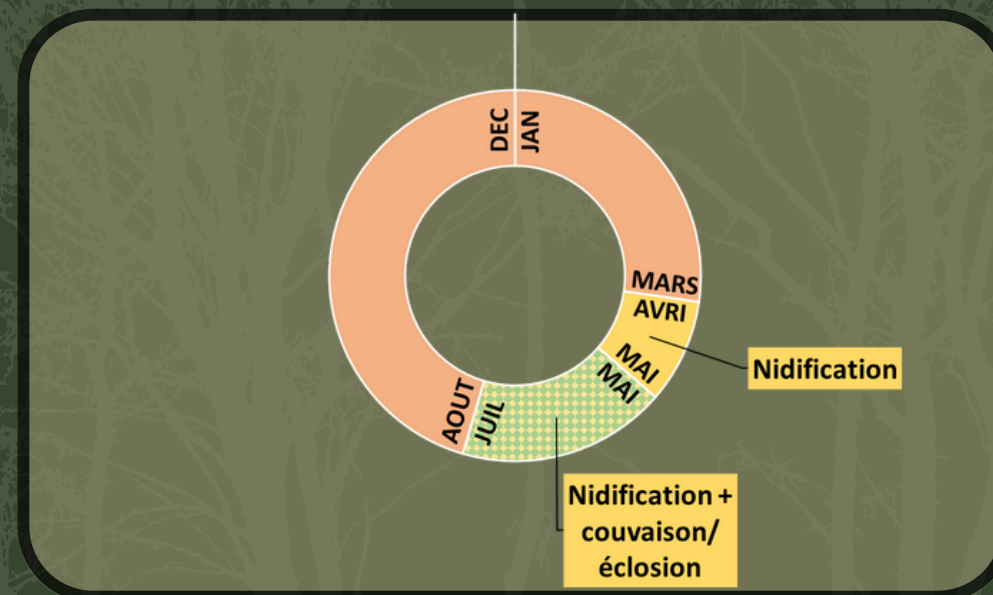 DEC
JAN
MARS
AVRI
MAI
MAI
JUIL
AOUT
Nidification
Nidification +
couvaison/
éclosion